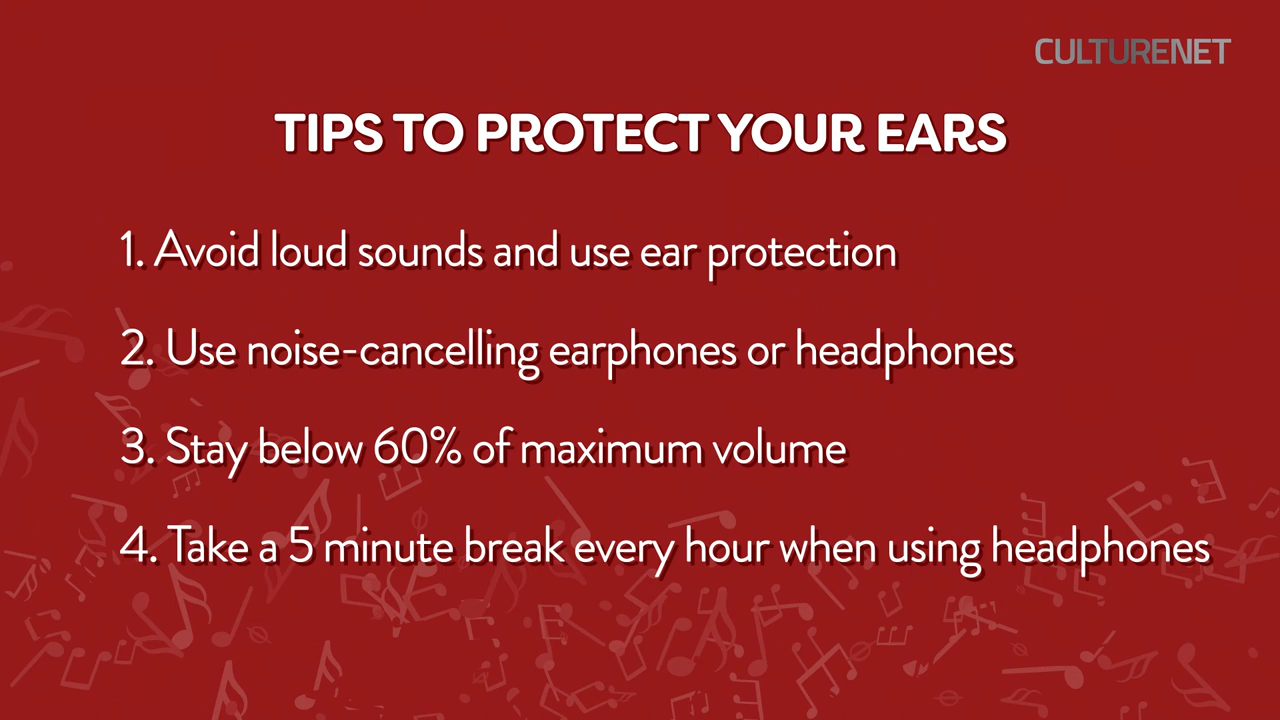 CULTURENET
TIPS TO PROTECT YOUR EARS
1. Avoid loud sounds and use ear protection
2. Use noise-cancelling earphones or headphones
3. Stay below 60% of maximum volume
4. Take a 5 minute break every hour when using headphones